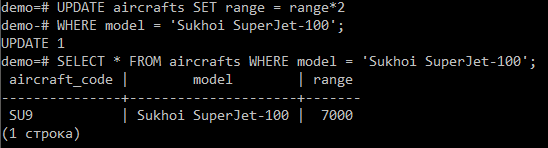 demo=# UPDATE aircrafts SET range = range*2
demo-# WHERE model = 'Sukhoi SuperJet-100';
UPDATE 1
demo=# SELECT * FROM aircrafts WHERE model = 'Sukhoi SuperJet-100';
 aircraft_code |        model        | range
---------------+---------------------+-------
 SU9           | Sukhoi SuperJet-100 |  7000
(1 строка)